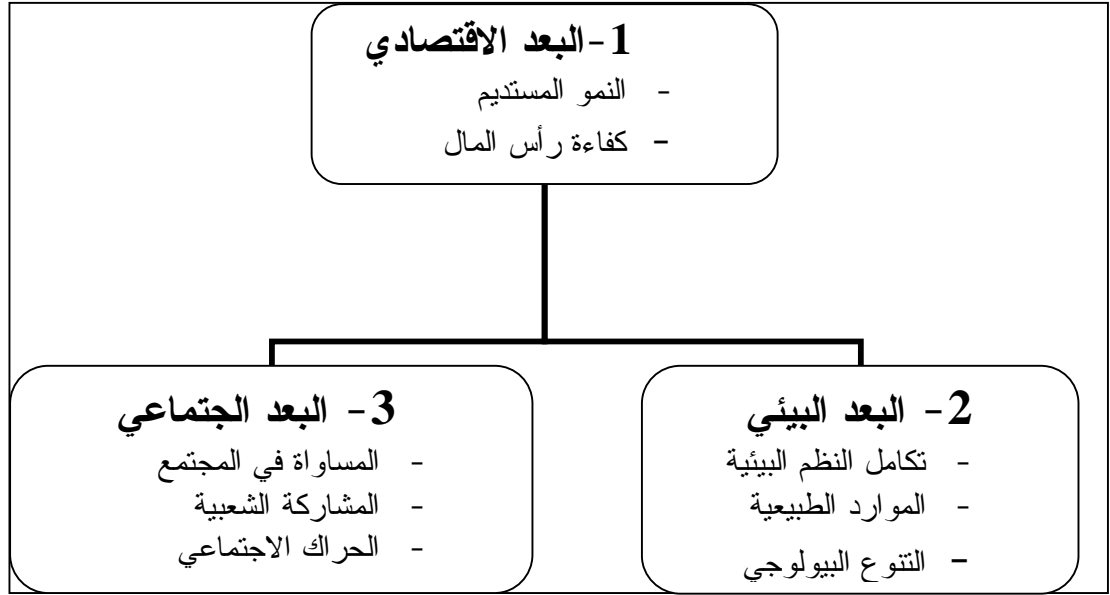 1-البعد الاقتصادي
- النمو المستديم
- كفاءة رأس المال
2- البعد البيئي
- تكامل النظم البيئية
- الموارد الطبيعية
- التنوع البيولوجي
3- البعد الجتماعي
- المساواة في المجتمع
- المشاركة الشعبية
- الحراك الاجتماعي